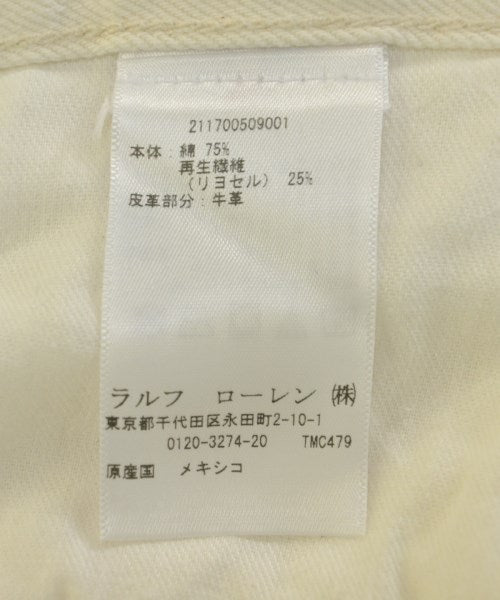 211700509001
本体：綿 75%
再生繊維
（リヨセル） 25%
皮革部分：牛革
ラルフ ローレン ㈱
東京都千代田区永田町2-10-1
0120-3274-20 TMC479
原産国 メキシコ